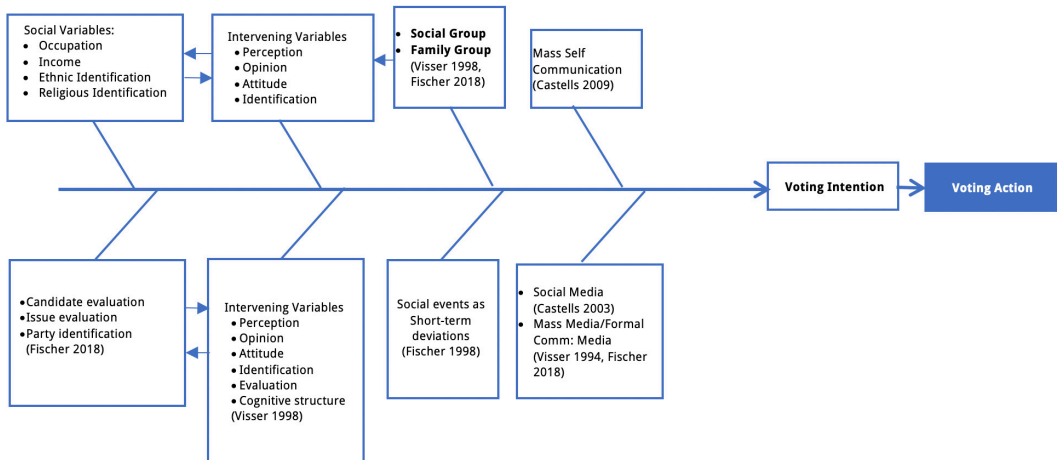 Social Variables:
• Occupation
• Income
• Ethnic Identification
• Religious Identification
Intervening Variables
• Perception
• Opinion
• Attitude
• Identification
• Social Group
• Family Group
(Visser 1998,
Fischer 2018)
Mass Self
Communication
(Castells 2009)
Voting Intention
Voting Action
• Candidate evaluation
• Issue evaluation
• Party identification
(Fischer 2018)
Intervening Variables
• Perception
• Opinion
• Attitude
• Identification
• Evaluation
• Cognitive structure
(Visser 1998)
Social events as
Short-term
deviations
(Fischer 1998)
• Social Media
(Castells 2003)
• Mass Media/Formal
Comm: Media
(Visser 1994, Fischer
2018)